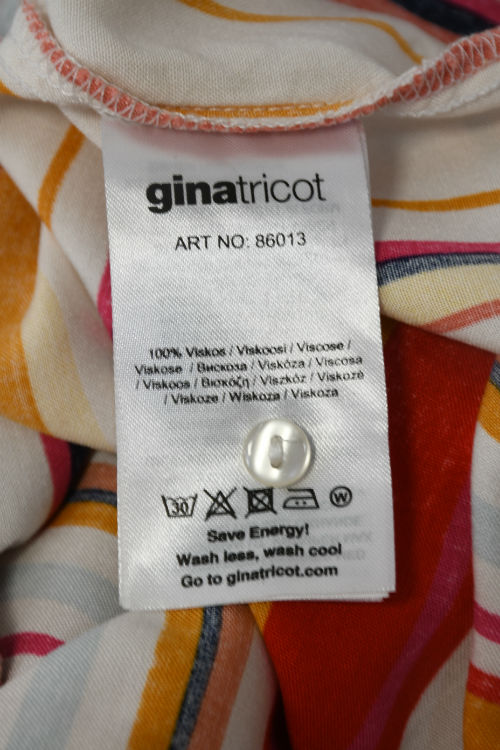 ginatricot
ART NO: 86013
100% Viskos / Viskoosi / Viscose /
Viskose / Вискоза / Viskóza / Viscosa
/ Viskoos / Βισκόζη / Viszkóz / Viskozė
/ Viskoze / Wiskoza / Viskoza
30
W
Save Energy!
Wash less, wash cool
Go to ginatricot.com